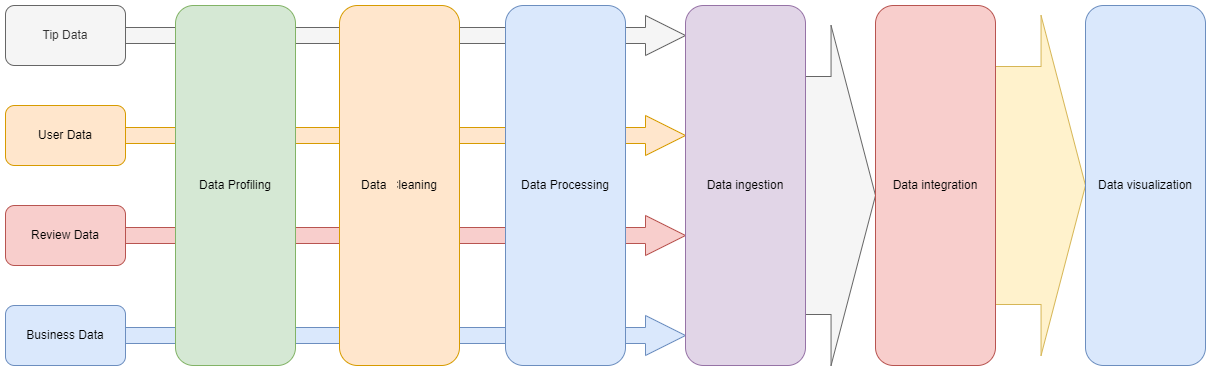 Tip Data
User Data
Review Data
Business Data
Data Profiling
Data Cleaning
Data Processing
Data ingestion
Data integration
Data visualization